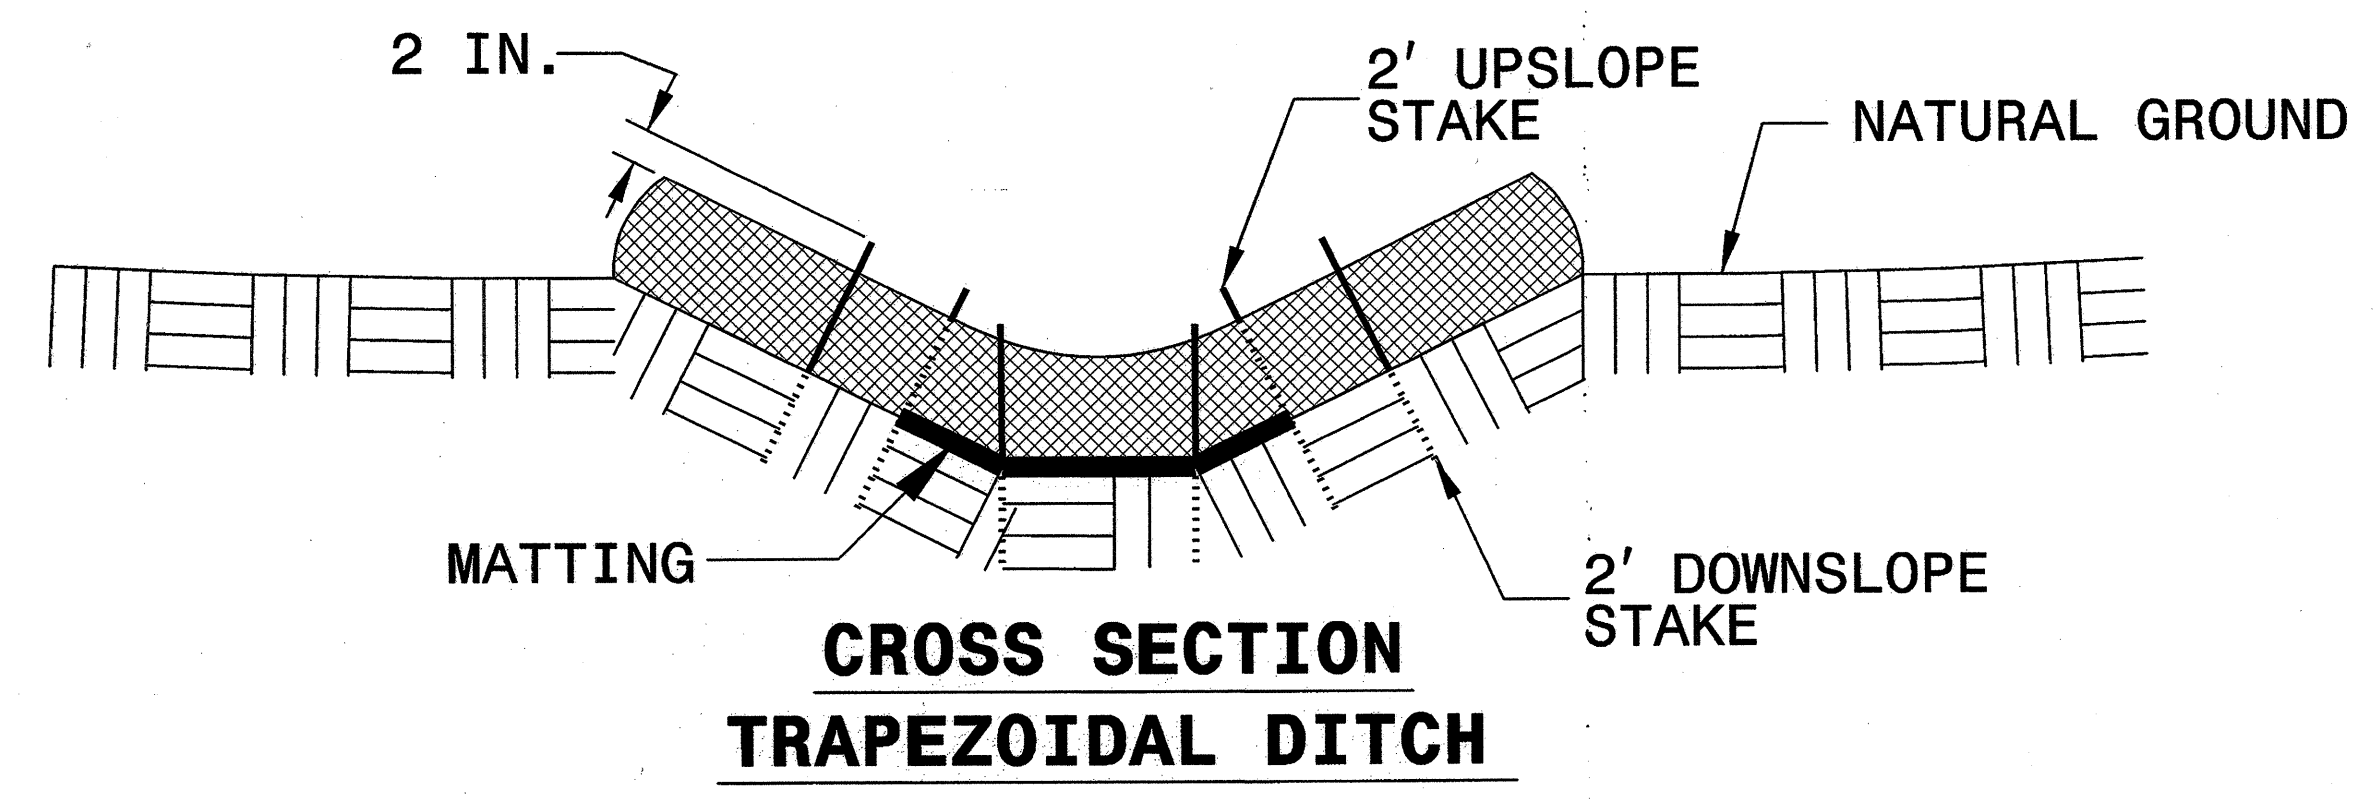 2 IN.
2' UPSLOPE
STAKE
NATURAL GROUND
MATTING
2' DOWNSLOPE
STAKE
CROSS SECTION
TRAPEZOIDAL DITCH